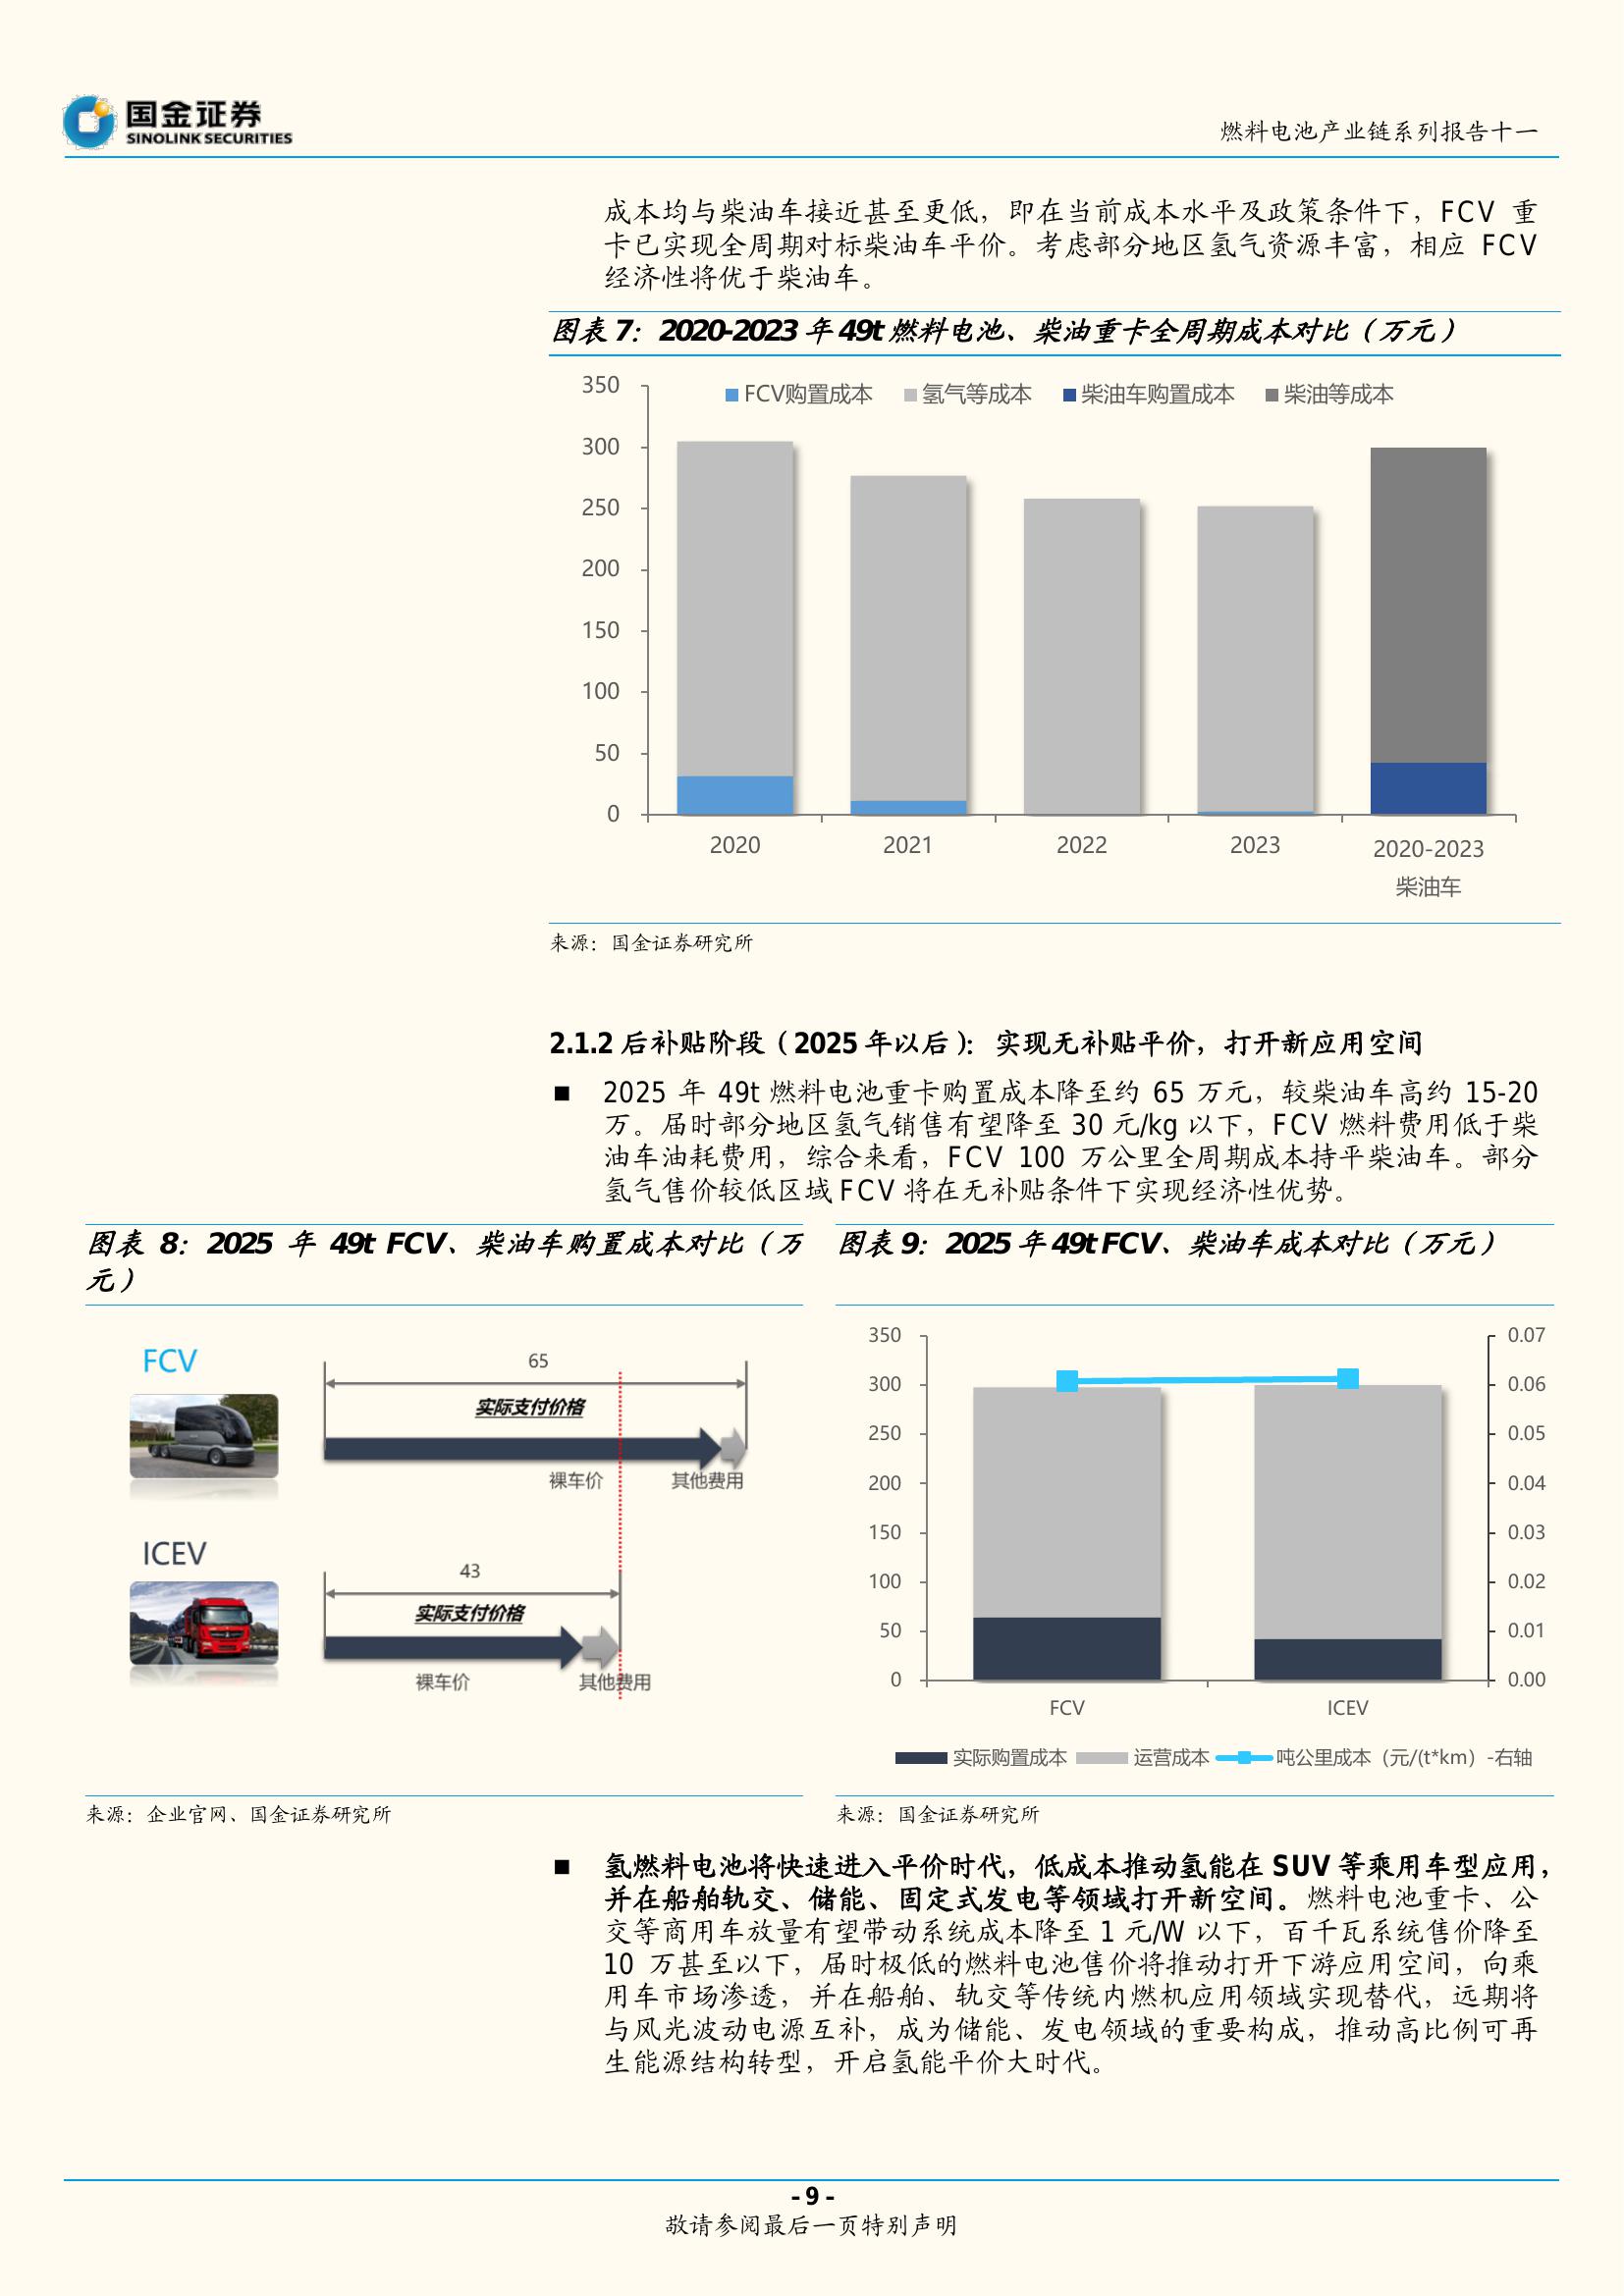 国金证券
SINOLINK SECURITIES
燃料电池产业链系列报告十一
成本均与柴油车接近甚至更低，即在当前成本水平及政策条件下，FCV 重
卡已实现全周期对标柴油车平价。考虑部分地区氢气资源丰富，相应 FCV
经济性将优于柴油车。
图表 7：2020-2023 年 49t 燃料电池、柴油重卡全周期成本对比（万元）
FCV购置成本 氢气等成本 柴油车购置成本 柴油等成本
350
300
250
200
150
100
50
0
2020 2021 2022 2023 2020-2023
柴油车
来源：国金证券研究所
2.1.2 后补贴阶段（2025 年以后）：实现无补贴平价，打开新应用空间
■ 2025 年 49t 燃料电池重卡购置成本降至约 65 万元，较柴油车高约 15-20
万。届时部分地区氢气销售有望降至 30 元/kg 以下，FCV 燃料费用低于柴
油车油耗费用，综合来看，FCV 100 万公里全周期成本持平柴油车。部分
氢气售价较低区域 FCV 将在无补贴条件下实现经济性优势。
图表 8：2025 年 49t FCV、柴油车购置成本对比（万
元）
FCV
65
实际支付价格
裸车价 其他费用
ICEV
43
实际支付价格
裸车价 其他费用
来源：企业官网、国金证券研究所
图表 9：2025 年 49t FCV、柴油车成本对比（万元）
350 0.07
300 0.06
250 0.05
200 0.04
150 0.03
100 0.02
50 0.01
0 0.00
FCV ICEV
实际购置成本 运营成本 吨公里成本（元/(t*km）-右轴
来源：国金证券研究所
■ 氢燃料电池将快速进入平价时代，低成本推动氢能在 SUV 等乘用车型应用，
并在船舶轨交、储能、固定式发电等领域打开新空间。燃料电池重卡、公
交等商用车放量有望带动系统成本降至 1 元/W 以下，百千瓦系统售价降至
10 万甚至以下，届时极低的燃料电池售价将推动打开下游应用空间，向乘
用车市场渗透，并在船舶、轨交等传统内燃机应用领域实现替代，远期将
与风光波动电源互补，成为储能、发电领域的重要构成，推动高比例可再
生能源结构转型，开启氢能平价大时代。
- 9 -
敬请参阅最后一页特别声明